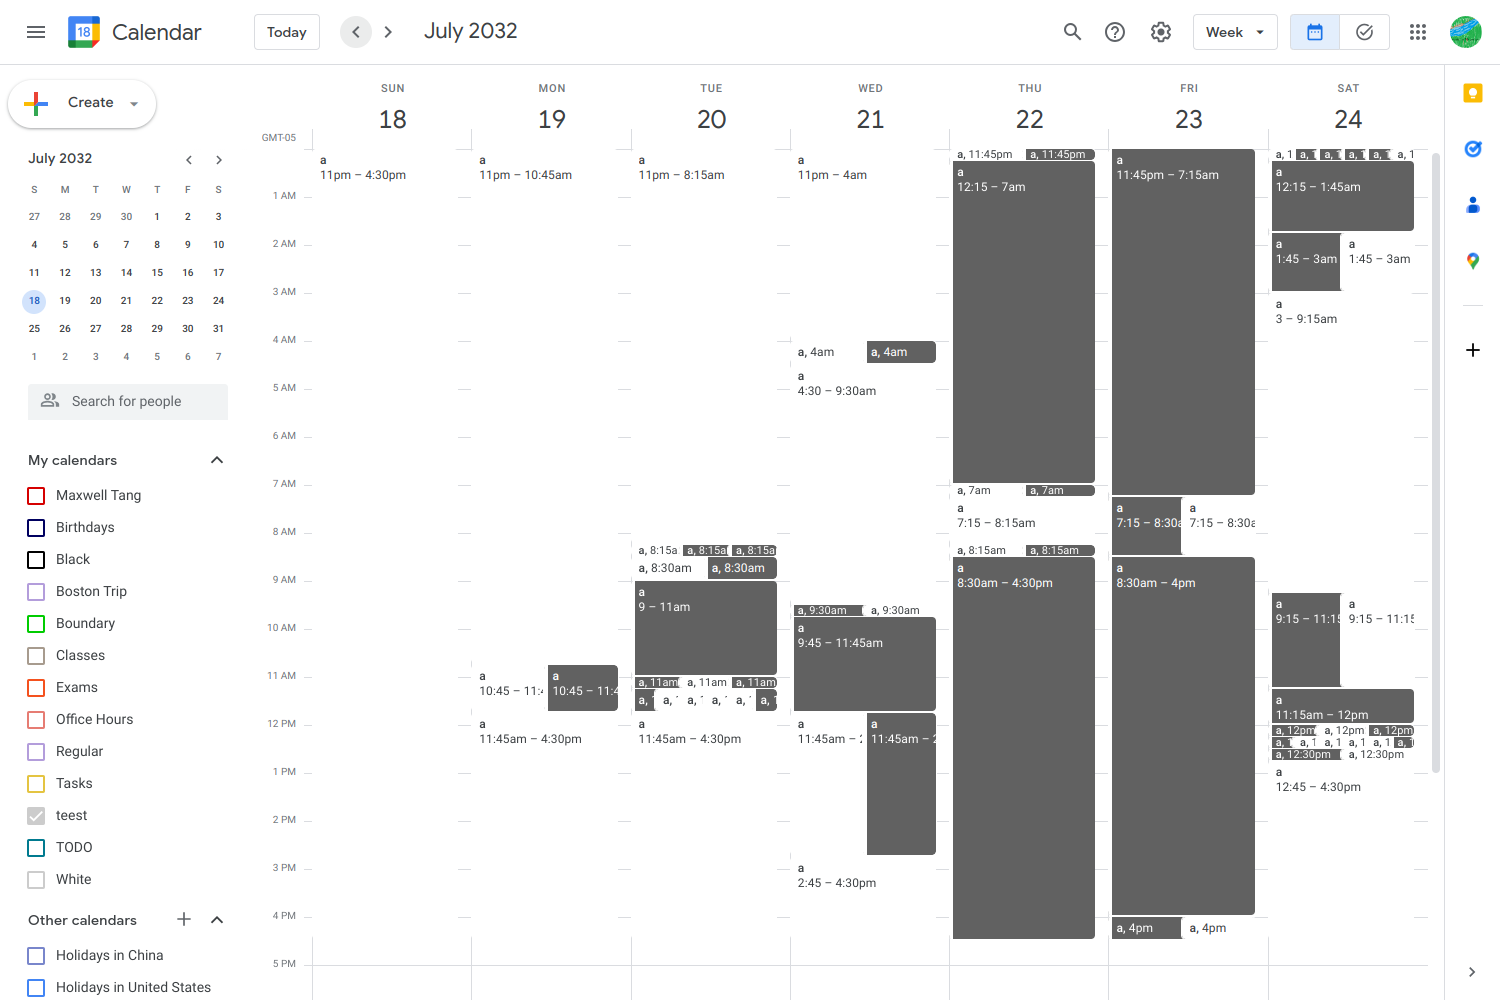 18
Calendar
Today
July 2032
Week
Create
July 2032
S M T W T F S
27 28 29 30 1 2 3
4 5 6 7 8 9 10
11 12 13 14 15 16 17
18 19 20 21 22 23 24
25 26 27 28 29 30 31
1 2 3 4 5 6 7
Search for people
My calendars
Maxwell Tang
Birthdays
Black
Boston Trip
Boundary
Classes
Exams
Office Hours
Regular
Tasks
teest
TODO
White
Other calendars
Holidays in China
Holidays in United States
GMT-05
SUN MON TUE WED THU FRI SAT
18 19 20 21 22 23 24
1 AM
2 AM
3 AM
4 AM
5 AM
6 AM
7 AM
8 AM
9 AM
10 AM
11 AM
12 PM
1 PM
2 PM
3 PM
4 PM
5 PM
a
11pm – 4:30pm
a
11pm – 10:45am
a
10:45 – 11:4
a
10:45 – 11:4
a
11:45am – 4:30pm
a
11pm – 8:15am
a, 8:15a
a, 8:15a
a, 8:15a
a, 8:30am
a, 8:30am
a
9 – 11am
a, 11am
a, 11am
a, 11am
a, 1
a,
a,
a,
a,
a, 1
a
11:45am – 4:30pm
a
11pm – 4am
a, 4am
a, 4am
a
4:30 – 9:30am
a, 9:30am
a, 9:30am
a
9:45 – 11:45am
a
11:45am – 2
a
11:45am – 2
a
2:45 – 4:30pm
a, 11:45pm
a, 11:45pm
a
12:15 – 7am
a, 7am
a, 7am
a
7:15 – 8:15am
a, 8:15am
a, 8:15am
a
8:30am – 4:30pm
a
11:45pm – 7:15am
a
7:15 – 8:30a
a
7:15 – 8:30a
a
8:30am – 4pm
a, 4pm
a, 4pm
a, 1
a, 1
a, 1
a, 1
a, 1
a, 1
a
12:15 – 1:45am
a
1:45 – 3am
a
1:45 – 3am
a
3 – 9:15am
a
9:15 – 11:15
a
9:15 – 11:15
a
11:15am – 12pm
a, 12pm
a, 12pm
a, 12pm
a, 1
a, 1
a, 1
a, 1
a, 1
a, 1
a, 12:30pm
a, 12:30pm
a
12:45 – 4:30pm